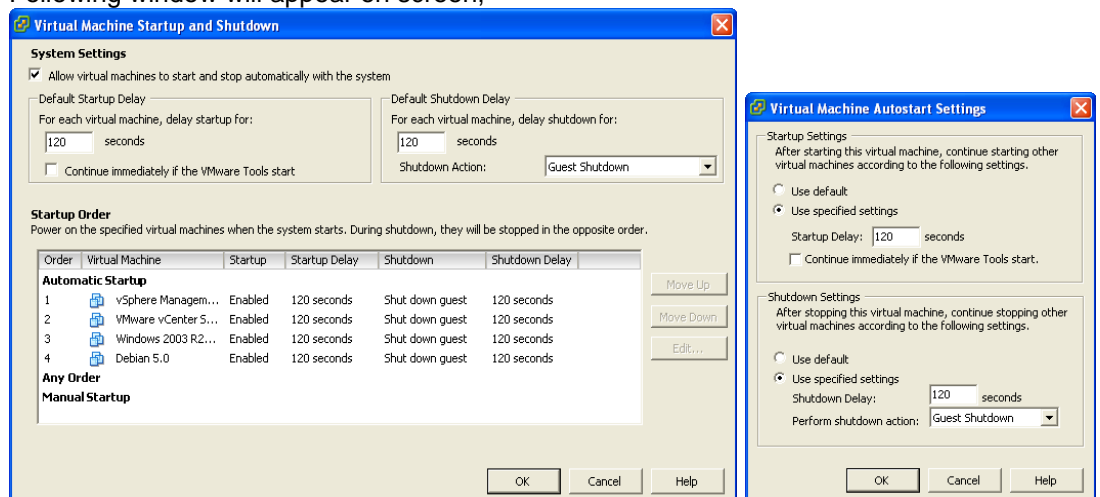 Following window will appear on screen,
Virtual Machine Startup and Shutdown
System Settings
Allow virtual machines to start and stop automatically with the system
Default Startup Delay
For each virtual machine, delay startup for:
120 seconds
Continue immediately if the VMware Tools start
Default Shutdown Delay
For each virtual machine, delay shutdown for:
120 seconds
Shutdown Action: Guest Shutdown
Startup Order
Power on the specified virtual machines when the system starts. During shutdown, they will be stopped in the opposite order.
Order Virtual Machine Startup Startup Delay Shutdown Shutdown Delay
Automatic Startup
1 vSphere Managem... Enabled 120 seconds Shut down guest 120 seconds
2 VMware vCenter S... Enabled 120 seconds Shut down guest 120 seconds
3 Windows 2003 R2... Enabled 120 seconds Shut down guest 120 seconds
4 Debian 5.0 Enabled 120 seconds Shut down guest 120 seconds
Any Order
Manual Startup
Move Up
Move Down
Edit...
OK Cancel Help
Virtual Machine Autostart Settings
Startup Settings
After starting this virtual machine, continue starting other
virtual machines according to the following settings.
Use default
Use specified settings
Startup Delay: 120 seconds
Continue immediately if the VMware Tools start.
Shutdown Settings
After stopping this virtual machine, continue stopping other
virtual machines according to the following settings.
Use default
Use specified settings
Shutdown Delay: 120 seconds
Perform shutdown action: Guest Shutdown
OK Cancel Help